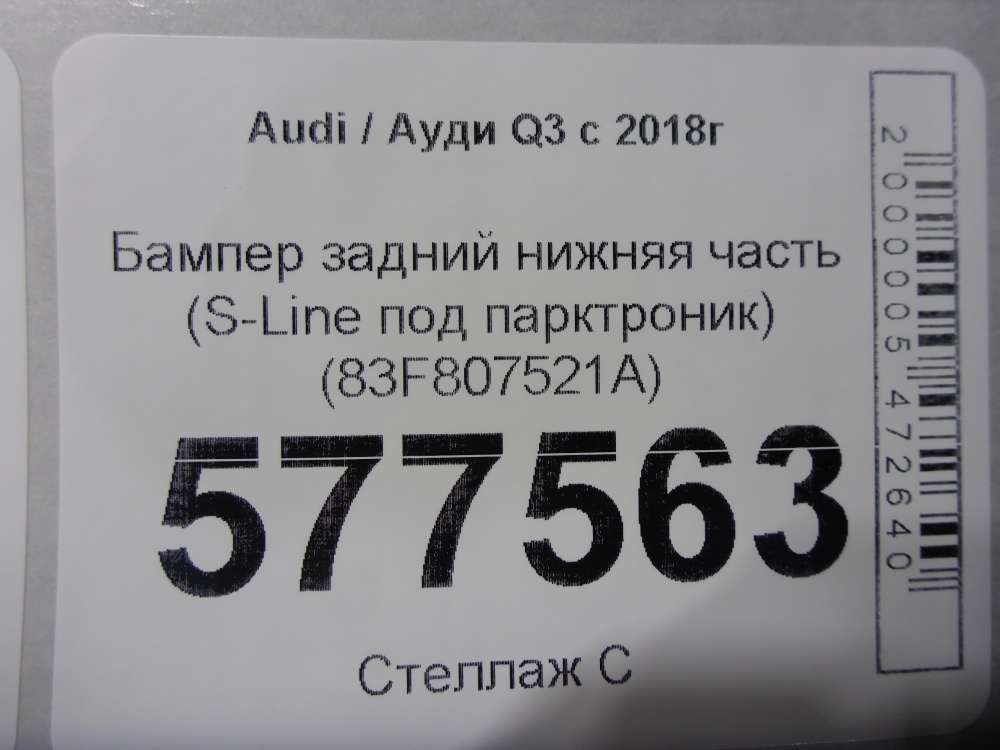 Audi / Ауди Q3 с 2018г
Бампер задний нижняя часть
(S-Line под парктроник)
(83F807521A)
577563
Стеллаж С
2000005472640